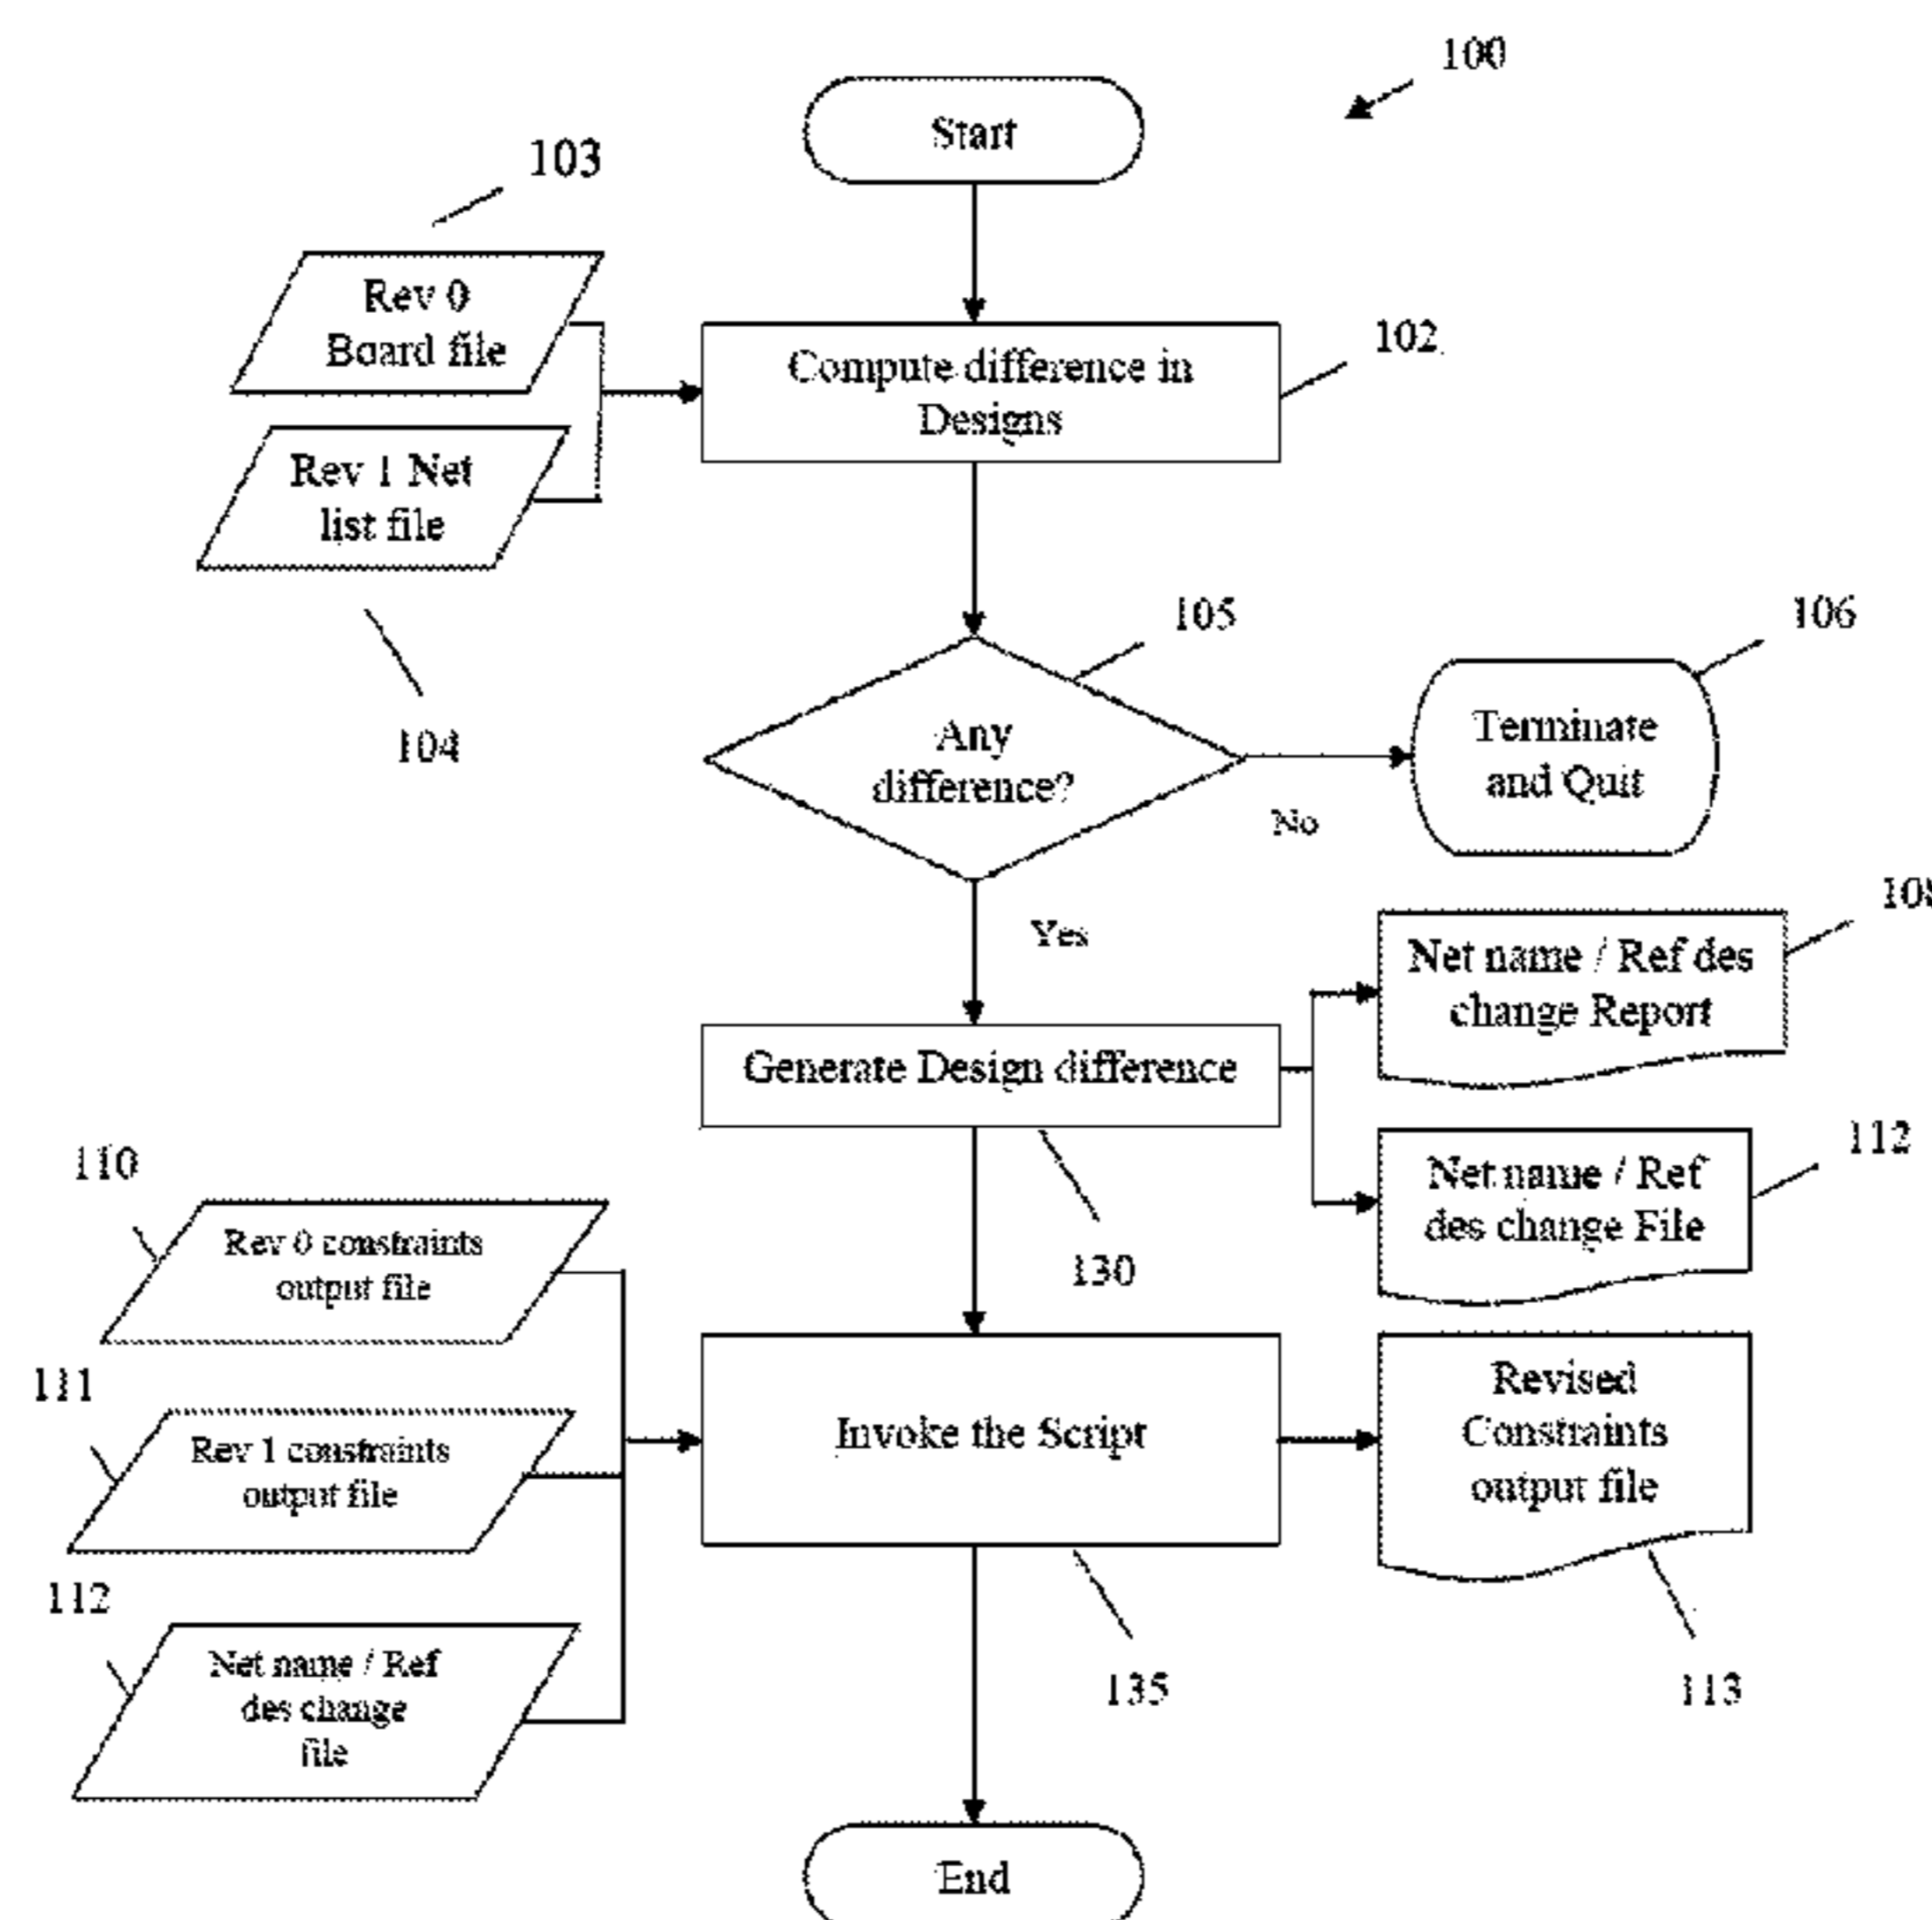 100
Start
103
Rev 0
Board file
102
Compute difference in
Designs
Rev 1 Net
list file
104
105
106
Any
difference?
Terminate
and Quit
No
Yes
108
Net name / Ref des
change Report
Generate Design difference
112
Net name / Ref
des change File
130
110
Rev 0 constraints
output file
111
Rev 1 constraints
output file
Invoke the Script
Revised
Constraints
output file
112
Net name / Ref
des change
file
135
113
End